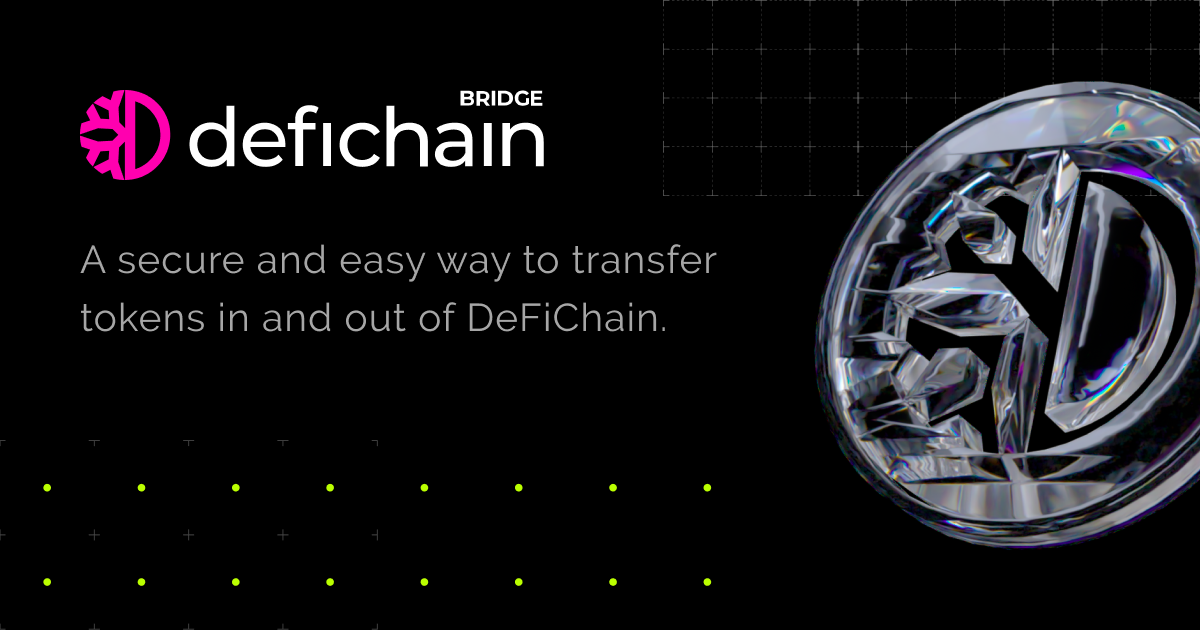 BRIDGE
defichain
A secure and easy way to transfer
tokens in and out of DeFiChain.